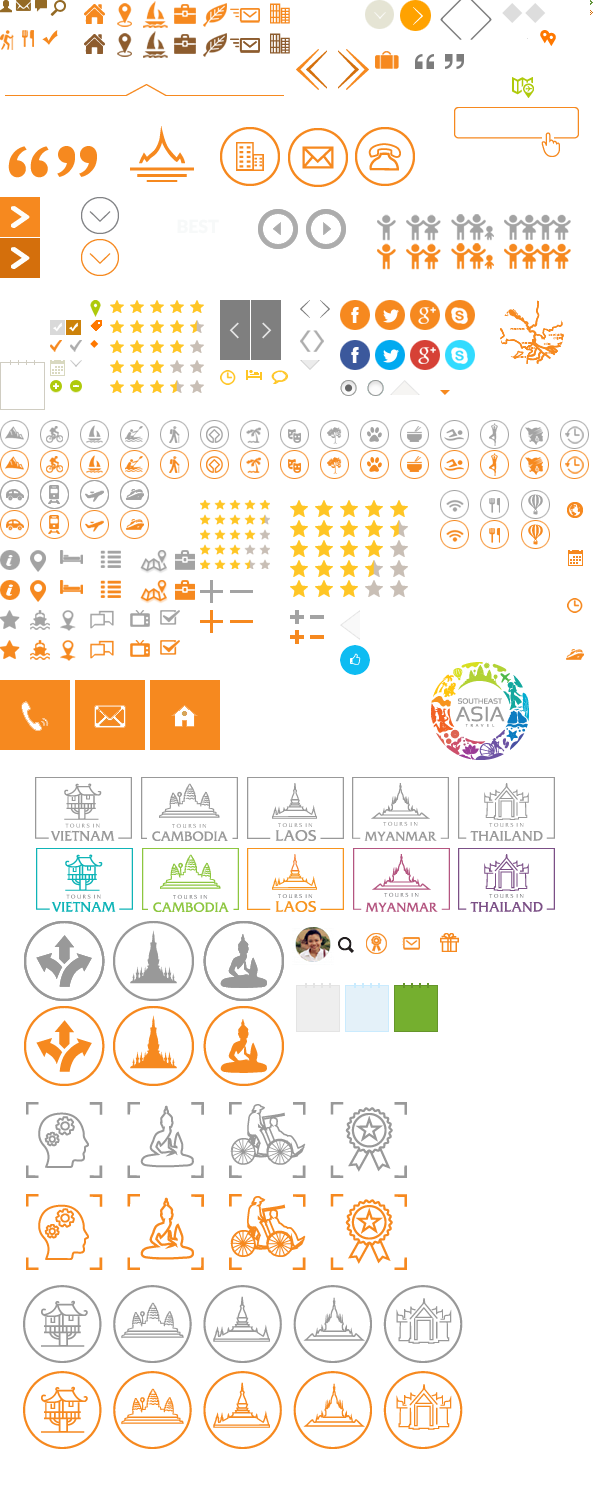 BEST
SOUTHEAST
ASIA
TRAVEL
TOURS IN
VIETNAM
TOURS IN
CAMBODIA
TOURS IN
LAOS
TOURS IN
MYANMAR
TOURS IN
THAILAND
TOURS IN
VIETNAM
TOURS IN
CAMBODIA
TOURS IN
LAOS
TOURS IN
MYANMAR
TOURS IN
THAILAND